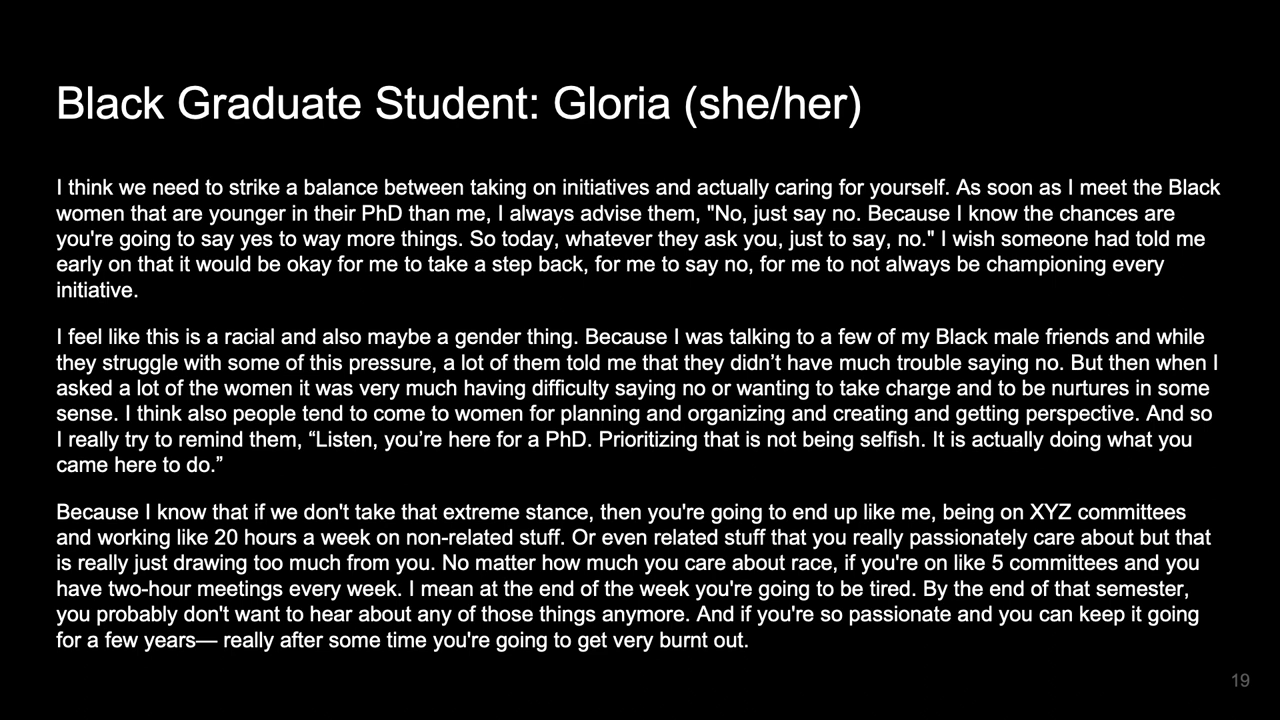 Black Graduate Student: Gloria (she/her)
I think we need to strike a balance between taking on initiatives and actually caring for yourself. As soon as I meet the Black
women that are younger in their PhD than me, I always advise them, "No, just say no. Because I know the chances are
you're going to say yes to way more things. So today, whatever they ask you, just to say, no." I wish someone had told me
early on that it would be okay for me to take a step back, for me to say no, for me to not always be championing every
initiative.
I feel like this is a racial and also maybe a gender thing. Because I was talking to a few of my Black male friends and while
they struggle with some of this pressure, a lot of them told me that they didn’t have much trouble saying no. But then when I
asked a lot of the women it was very much having difficulty saying no or wanting to take charge and to be nurtures in some
sense. I think also people tend to come to women for planning and organizing and creating and getting perspective. And so
I really try to remind them, “Listen, you’re here for a PhD. Prioritizing that is not being selfish. It is actually doing what you
came here to do.”
Because I know that if we don't take that extreme stance, then you're going to end up like me, being on XYZ committees
and working like 20 hours a week on non-related stuff. Or even related stuff that you really passionately care about but that
is really just drawing too much from you. No matter how much you care about race, if you're on like 5 committees and you
have two-hour meetings every week. I mean at the end of the week you're going to be tired. By the end of that semester,
you probably don't want to hear about any of those things anymore. And if you're so passionate and you can keep it going
for a few years— really after some time you're going to get very burnt out.
19